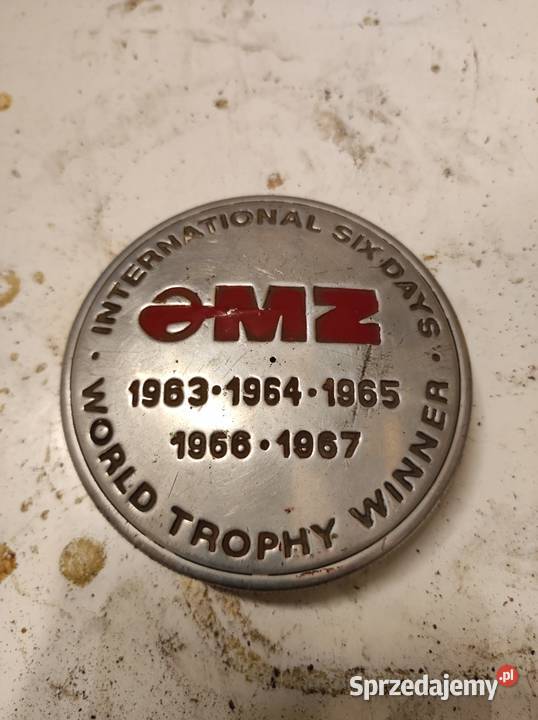 INTERNATIONAL SIX DAYS
MZ
1963 • 1964 • 1965
1966 • 1967
• WORLD TROPHY WINNER •
Sprzedajemy.pl